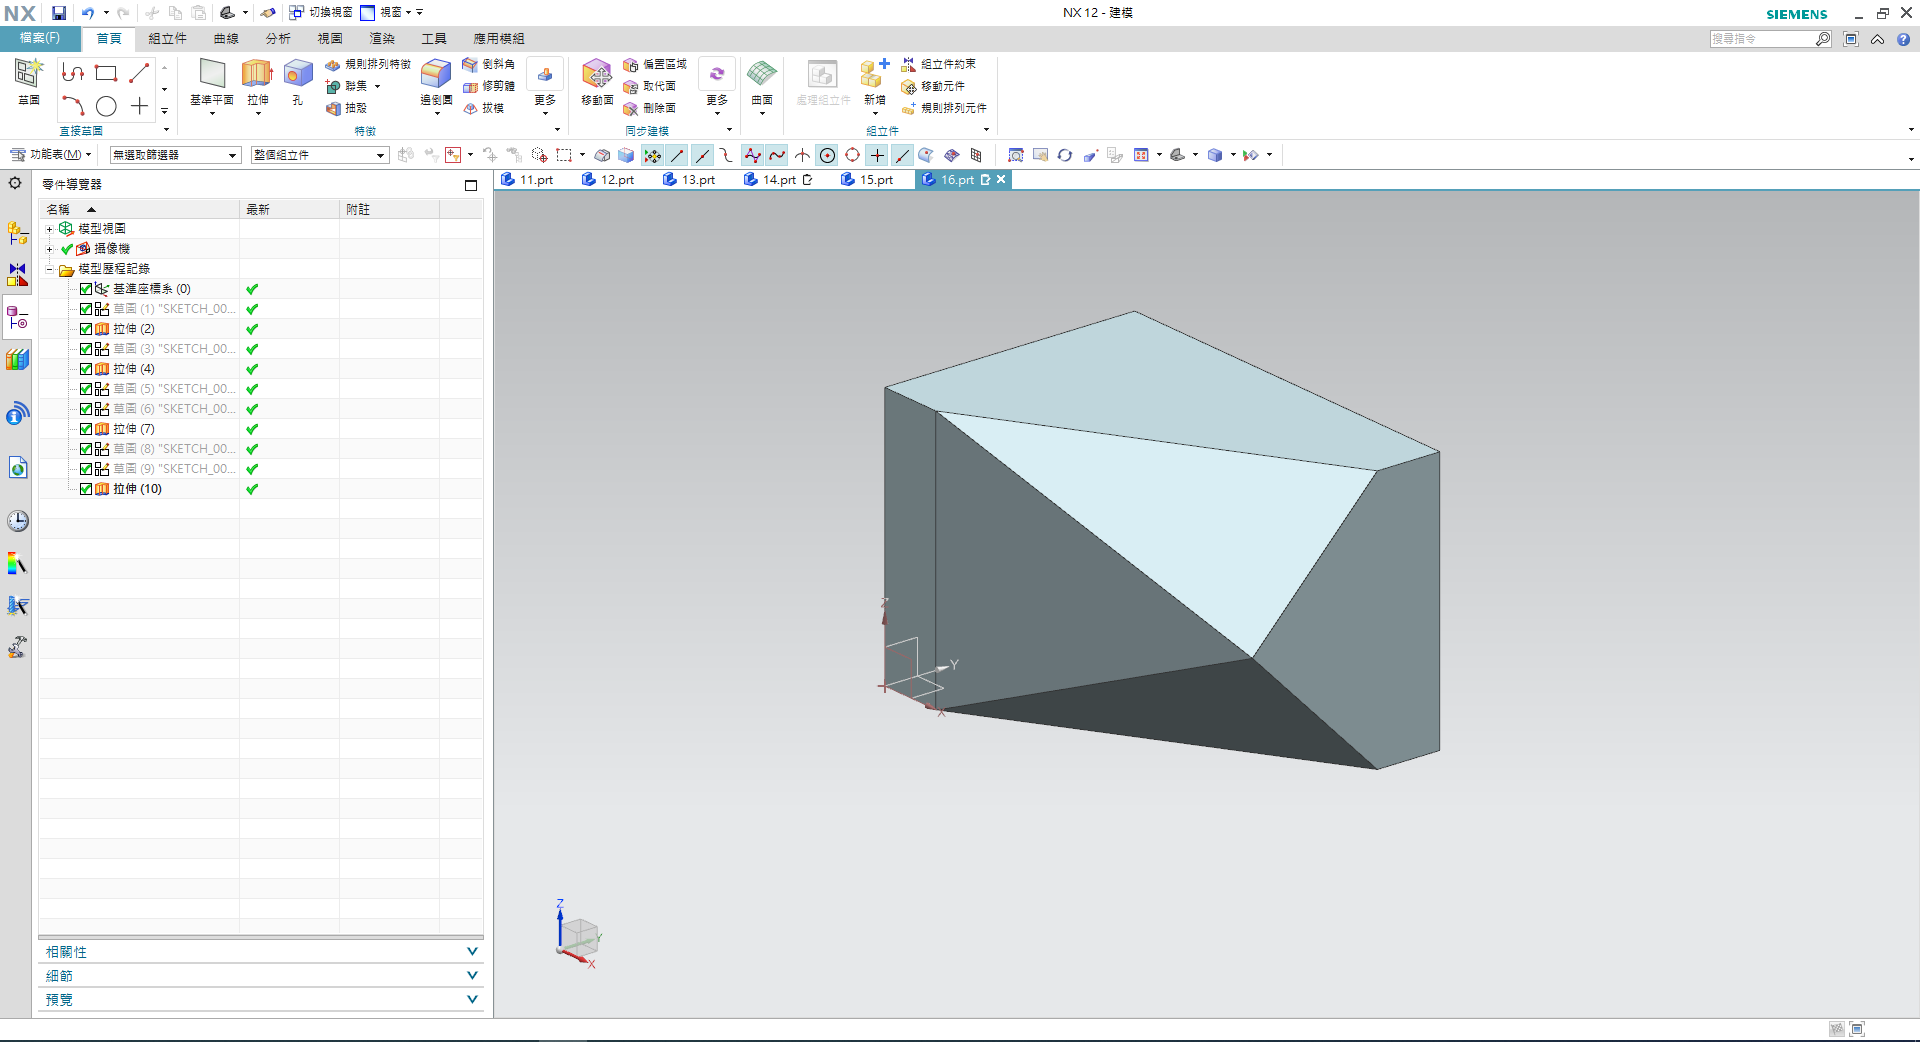 NX
切換視窗
視窗
NX 12 - 建模
SIEMENS
檔案(F)
首頁
組立件
曲線
分析
視圖
渲染
工具
應用模組
搜尋指令
草圖
直接草圖
基準平面
拉伸
孔
規則排列特徵
聯集
抽殼
邊倒圓
倒斜角
修剪體
拔模
更多
特徵
移動面
偏置區域
取代面
刪除面
更多
同步建模
曲面
處理組立件
新增
組立件約束
移動元件
規則排列元件
組立件
功能表(M)
無選取篩選器
整個組立件
零件導覽器
11.prt
12.prt
13.prt
14.prt
15.prt
16.prt
名稱
最新
附註
模型視圖
攝像機
模型歷程記錄
基準座標系 (0)
草圖 (1) "SKETCH_00...
拉伸 (2)
草圖 (3) "SKETCH_00...
拉伸 (4)
草圖 (5) "SKETCH_00...
草圖 (6) "SKETCH_00...
拉伸 (7)
草圖 (8) "SKETCH_00...
草圖 (9) "SKETCH_00...
拉伸 (10)
Z
Y
X
Z
Y
X
相關性
細節
預覽